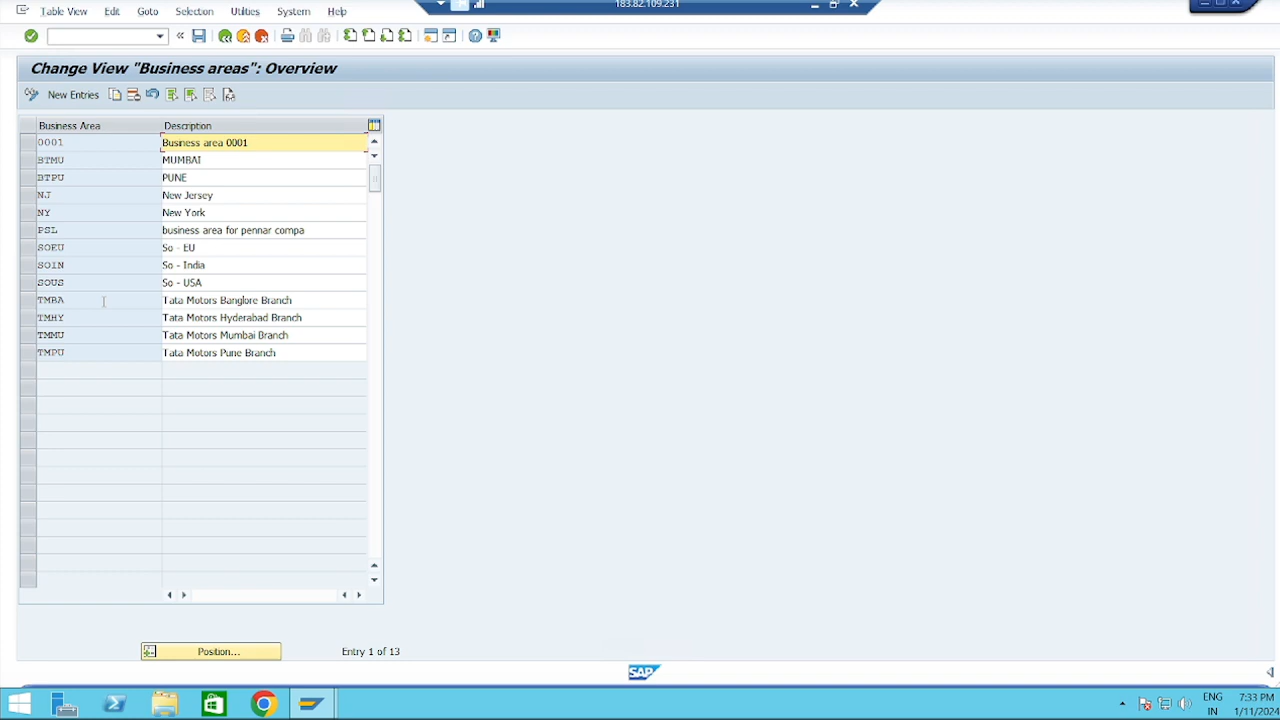 183.82.109.231
Table View Edit Goto Selection Utilities System Help
Change View "Business areas": Overview
New Entries
Business Area Description
0001 Business area 0001
BTMU MUMBAI
BTPU PUNE
NJ New Jersey
NY New York
PSL business area for pennar compa
SOEU So - EU
SOIN So - India
SOUS So - USA
TMBA Tata Motors Banglore Branch
TMHY Tata Motors Hyderabad Branch
TMMU Tata Motors Mumbai Branch
TMPU Tata Motors Pune Branch
Position... Entry 1 of 13
SAP
ENG 7:33 PM
IN 1/11/2024